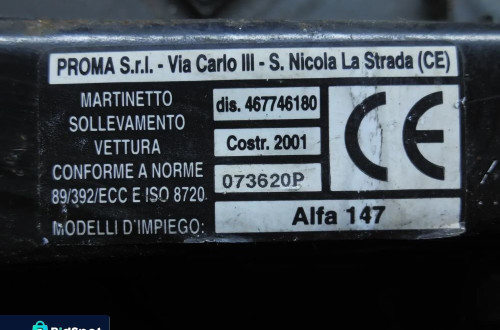 PROMA S.r.l. - Via Carlo III - S. Nicola La Strada (CE)
MARTINETTO
SOLLEVAMENTO
VETTURA
CONFORME A NORME
89/392/ECC E ISO 8720
MODELLI D'IMPIEGO:
dis. 467746180
Costr. 2001
073620P
Alfa 147
CE
BidSpot